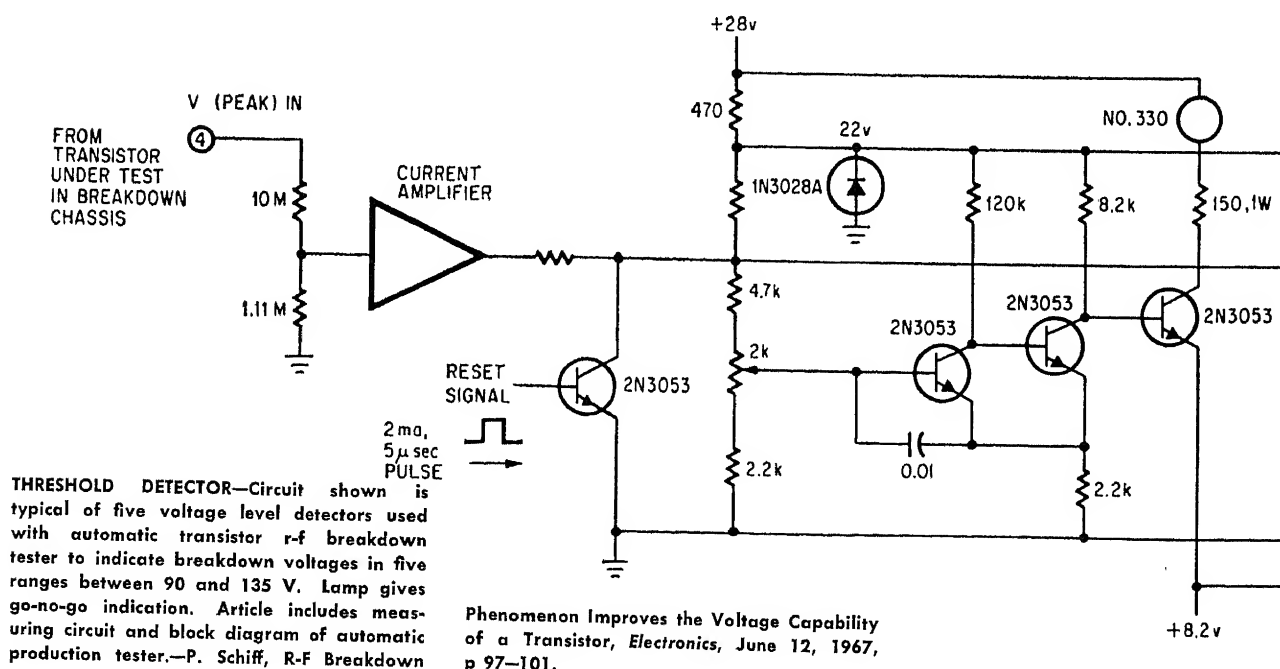 +28v
V (PEAK) IN
4
FROM
TRANSISTOR
UNDER TEST
IN BREAKDOWN
CHASSIS
10 M
1.11 M
CURRENT
AMPLIFIER
470
22v
1N3028A
NO. 330
120k
8.2k
150,1W
4.7k
2k
2.2k
2N3053
2N3053
2N3053
2N3053
0.01
2.2k
+8.2v
RESET
SIGNAL
2 ma,
5 μ sec
PULSE
THRESHOLD DETECTOR—Circuit shown is
typical of five voltage level detectors used
with automatic transistor r-f breakdown
tester to indicate breakdown voltages in five
ranges between 90 and 135 V. Lamp gives
go-no-go indication. Article includes meas-
uring circuit and block diagram of automatic
production tester.—P. Schiff, R-F Breakdown
Phenomenon Improves the Voltage Capability
of a Transistor, Electronics, June 12, 1967,
p 97–101.